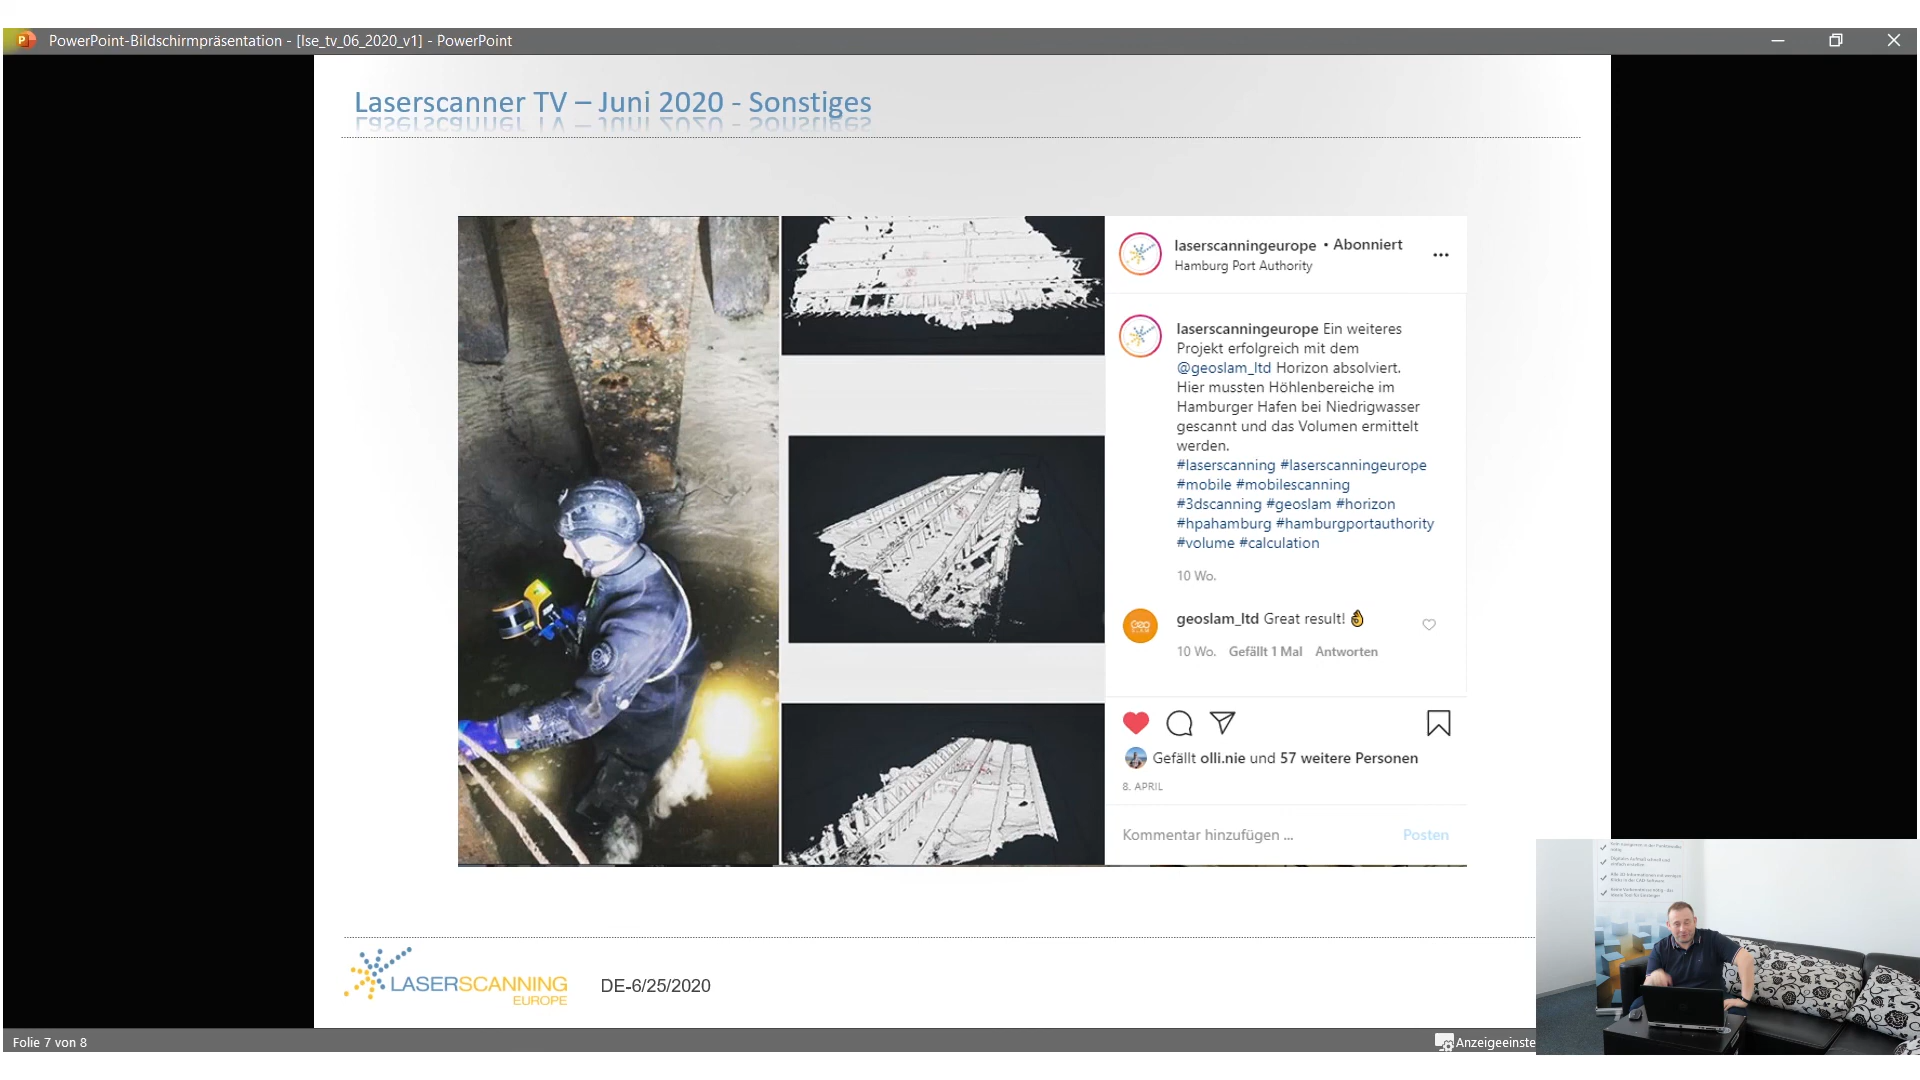 PowerPoint-Bildschirmpräsentation - [lse_tv_06_2020_v1] - PowerPoint
Laserscanner TV – Juni 2020 - Sonstiges
laserscanningeurope • Abonniert
Hamburg Port Authority
laserscanningeurope Ein weiteres
Projekt erfolgreich mit dem
@geoslam_ltd Horizon absolviert.
Hier mussten Höhlenbereiche im
Hamburger Hafen bei Niedrigwasser
gescannt und das Volumen ermittelt
werden.
#laserscanning #laserscanningeurope
#mobile #mobilescanning
#3dscanning #geoslam #horizon
#hpahamburg #hamburgportauthority
#volume #calculation
10 Wo.
geoslam_ltd Great result! 👌
10 Wo. Gefällt 1 Mal Antworten
Gefällt olli.nie und 57 weitere Personen
8. APRIL
Kommentar hinzufügen ... Posten
LASERSCANNING
EUROPE
DE-6/25/2020
Folie 7 von 8
Anzeigeeinste